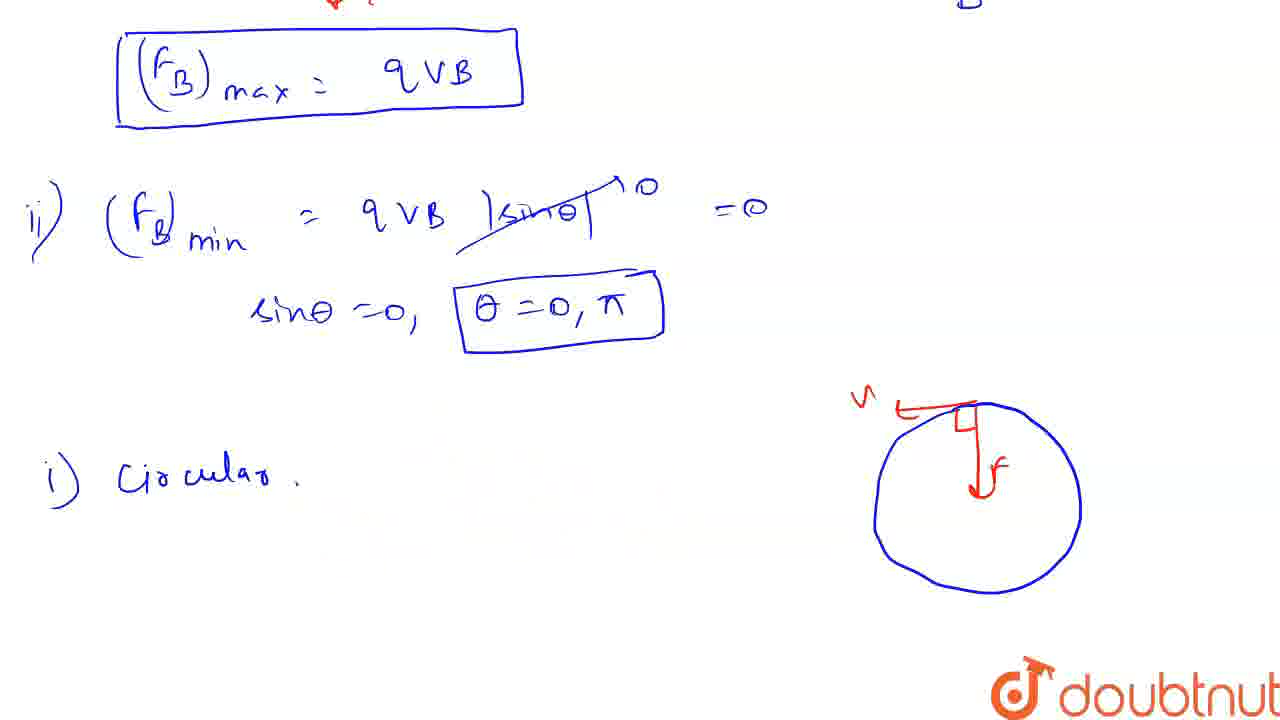 B
(F_B)max = qVB
ii) (F_B)min = qVB |sinθ| 0 = 0
sinθ = 0, θ = 0, π
V
F
i) Circular.
doubtnut